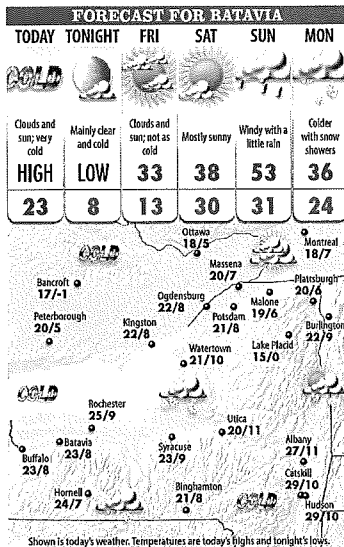 FORECAST FOR BATAVIA
TODAY TONIGHT FRI SAT SUN MON
COLD
Clouds and sun; very cold
Mainly clear and cold
Clouds and sun; not as cold
Mostly sunny
Windy with a little rain
Colder with snow showers
HIGH LOW 33 38 53 36
23 8 13 30 31 24
Ottawa
18/5
Montreal
18/7
COLD
Massena
20/7
Bancroft
17/-1
Plattsburgh
20/6
Ogdensburg
22/8
Potsdam
21/8
Malone
19/6
Peterborough
20/5
Kingston
22/8
Burlington
22/9
Lake Placid
15/0
Watertown
21/10
COLD
COLD
Rochester
25/9
Utica
20/11
Batavia
23/8
Buffalo
23/8
Syracuse
23/9
Albany
27/11
Catskill
29/10
Hornell
24/7
Binghamton
21/8
COLD
Hudson
29/10
Shown is today's weather. Temperatures are today's highs and tonight's lows.